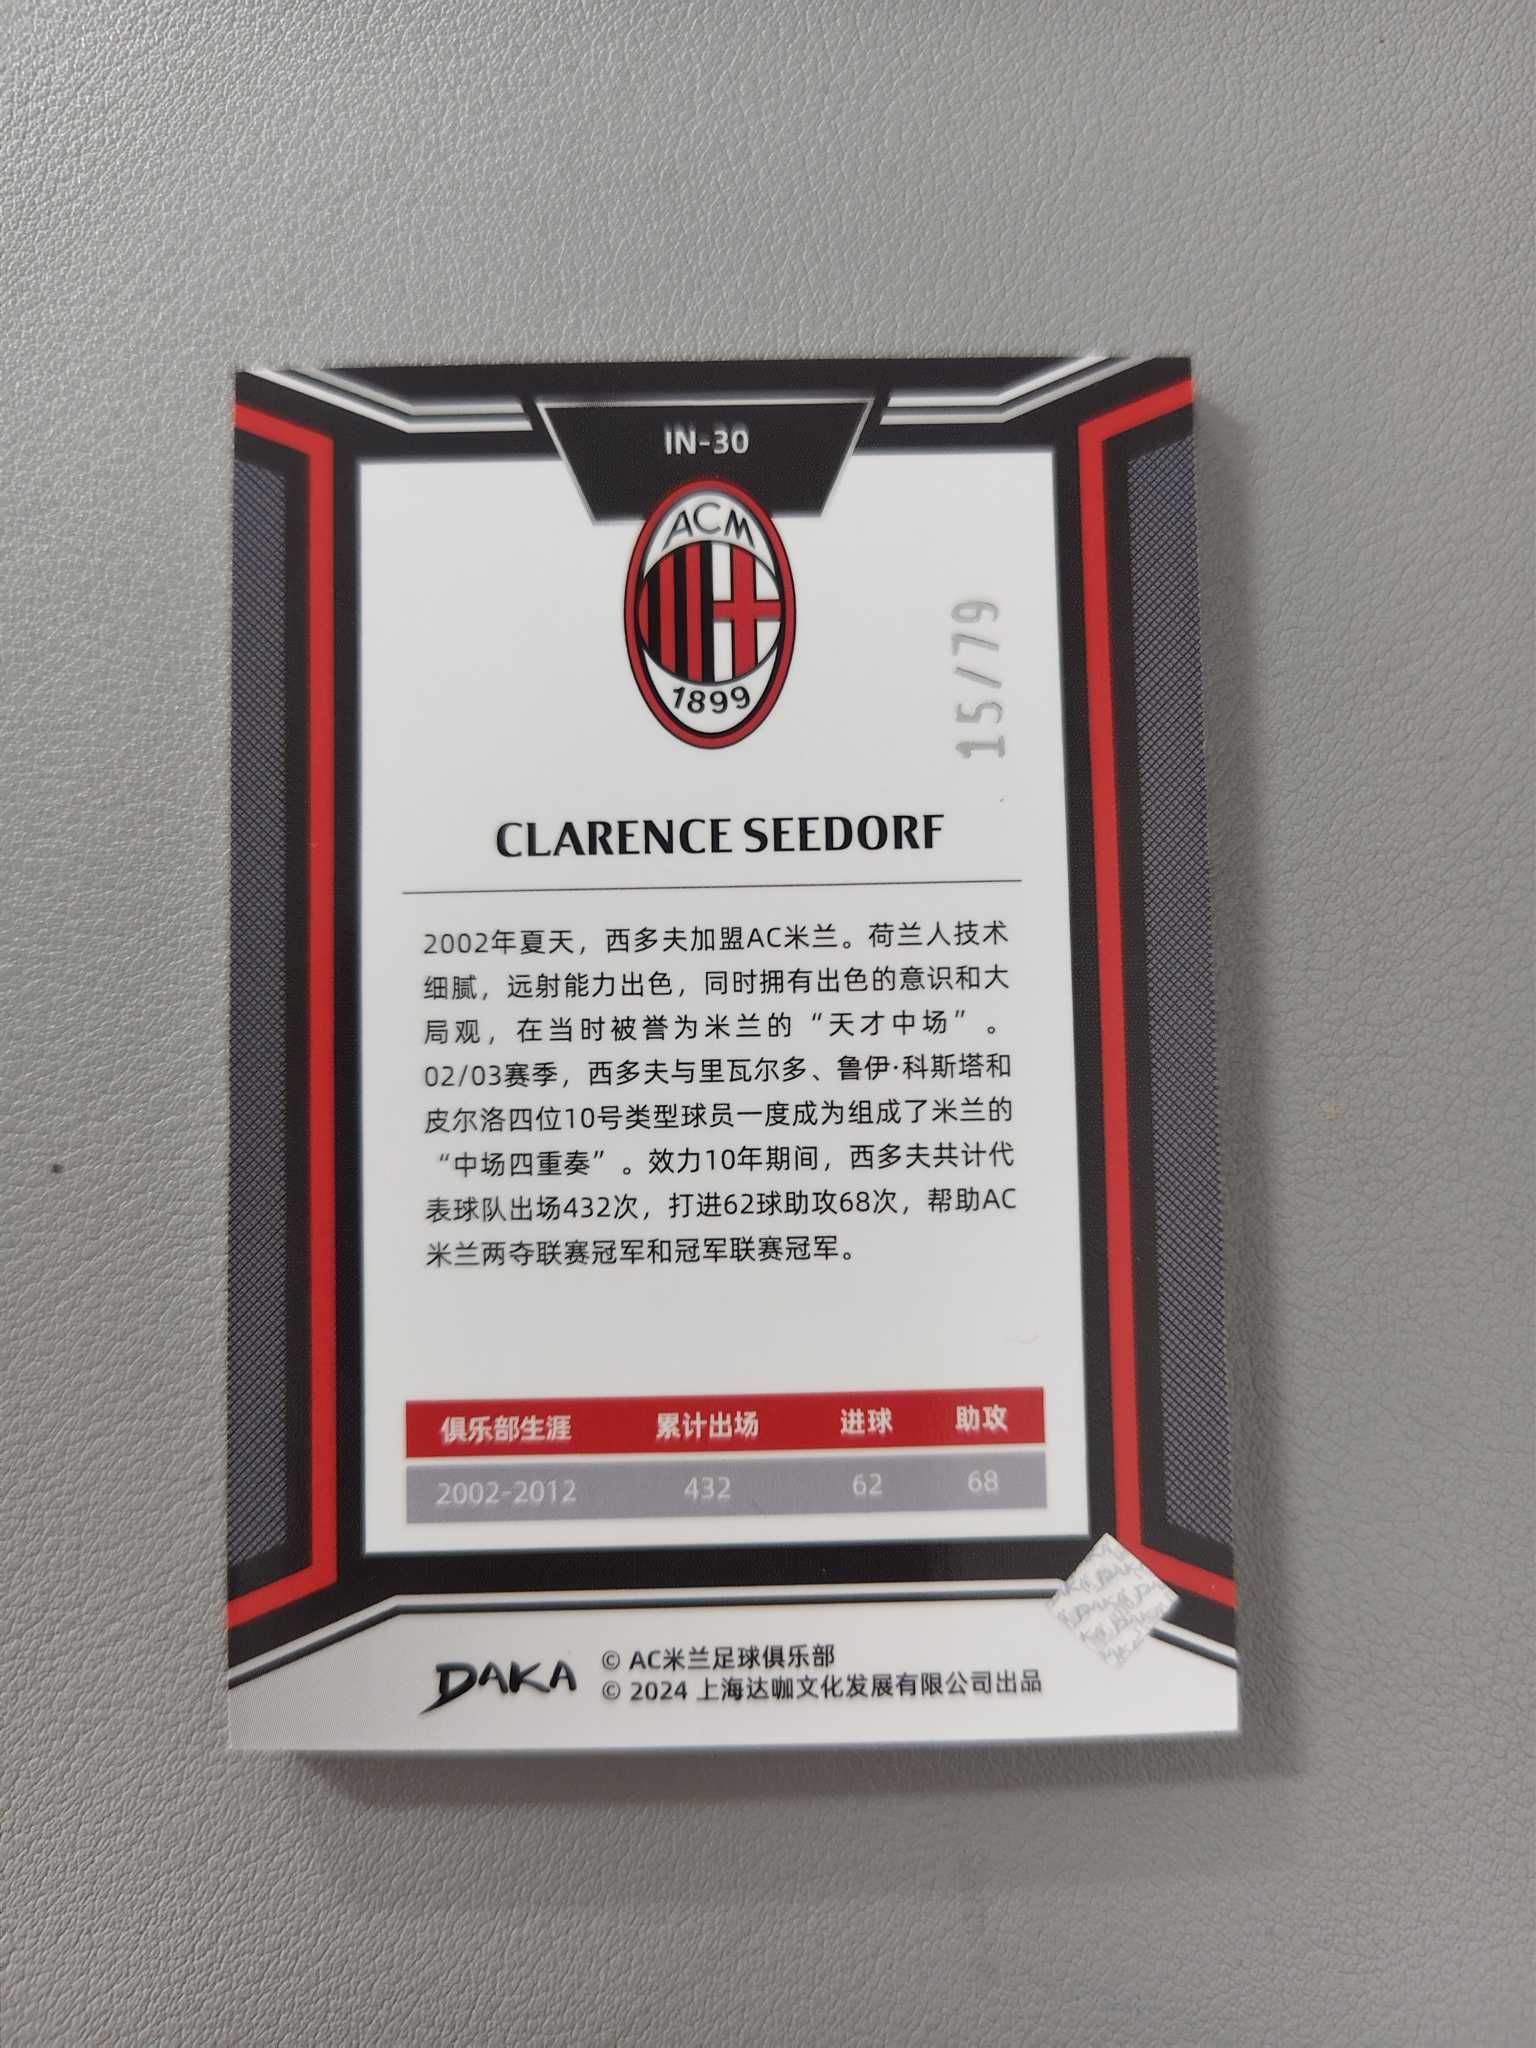 IN-30
ACM
1899
15/79
CLARENCE SEEDORF
2002年夏天，西多夫加盟AC米兰。荷兰人技术
细腻，远射能力出色，同时拥有出色的意识和大
局观，在当时被誉为米兰的“天才中场”。
02/03赛季，西多夫与里瓦尔多、鲁伊·科斯塔和
皮尔洛四位10号类型球员一度成为组成了米兰的
“中场四重奏”。效力10年期间，西多夫共计代
表球队出场432次，打进62球助攻68次，帮助AC
米兰两夺联赛冠军和冠军联赛冠军。
俱乐部生涯 累计出场 进球 助攻
2002-2012 432 62 68
DAKA
© AC米兰足球俱乐部
© 2024 上海达咖文化发展有限公司出品